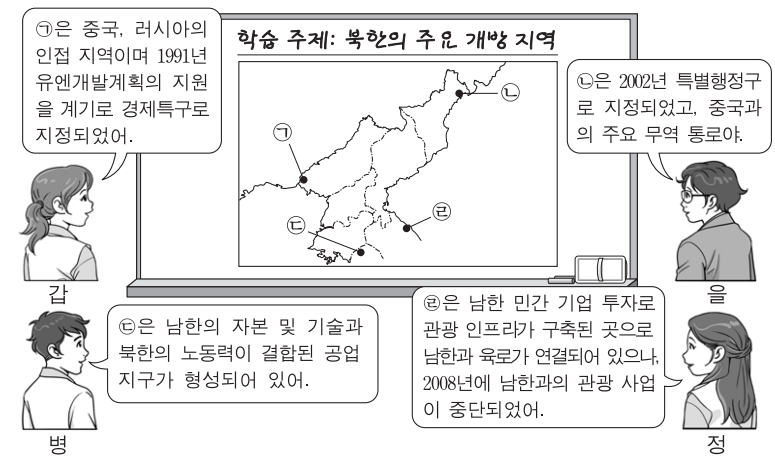 ㉠은 중국, 러시아의
인접 지역이며 1991년
유엔개발계획의 지원
을 계기로 경제특구로
지정되었어.
학습 주제: 북한의 주요 개방 지역
㉡은 2002년 특별행정구
로 지정되었고, 중국과
의 주요 무역 통로야.
㉡
㉠
㉣
㉢
갑
을
㉢은 남한의 자본 및 기술과
북한의 노동력이 결합된 공업
지구가 형성되어 있어.
㉣은 남한 민간 기업 투자로
관광 인프라가 구축된 곳으로
남한과 육로가 연결되어 있으나,
2008년에 남한과의 관광 사업
이 중단되었어.
병
정